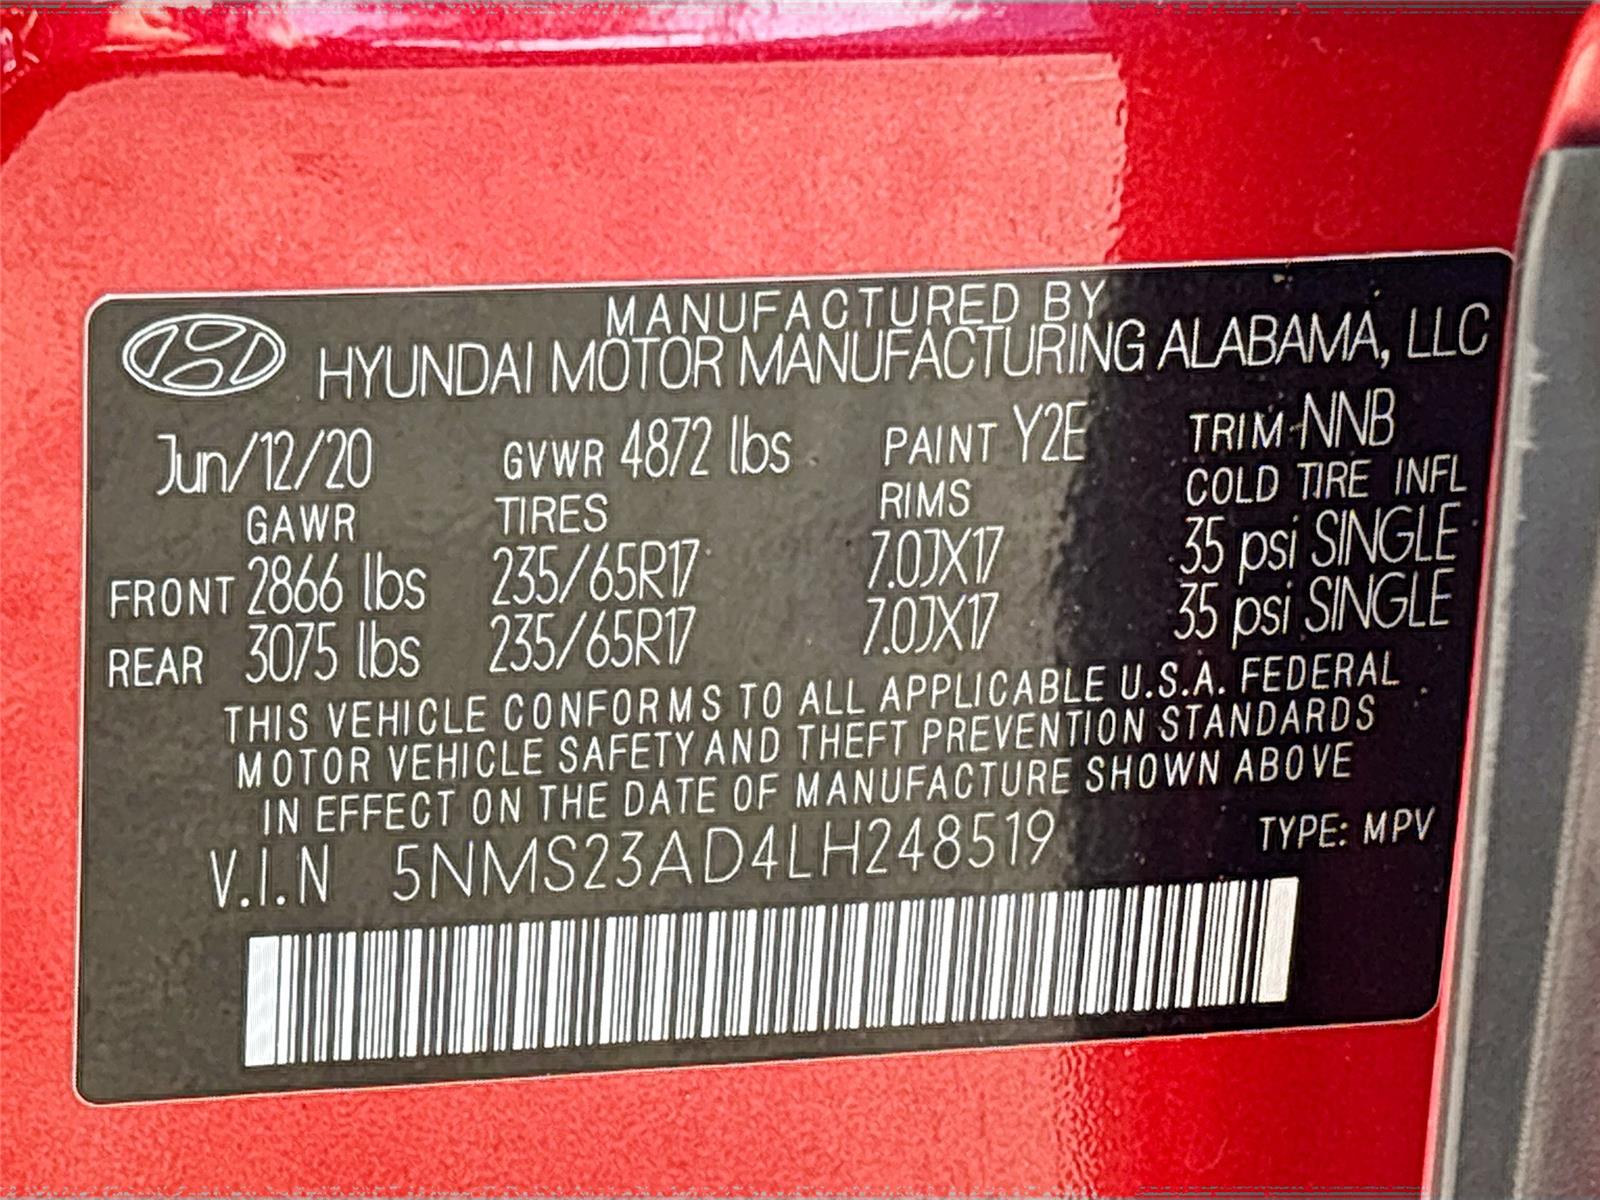 MANUFACTURED BY
HYUNDAI MOTOR MANUFACTURING ALABAMA, LLC
Jun/12/20 GVWR 4872 lbs PAINT Y2E TRIM NNB
GAWR TIRES RIMS COLD TIRE INFL
FRONT 2866 lbs 235/65R17 7.0JX17 35 psi SINGLE
REAR 3075 lbs 235/65R17 7.0JX17 35 psi SINGLE
THIS VEHICLE CONFORMS TO ALL APPLICABLE U.S.A. FEDERAL
MOTOR VEHICLE SAFETY AND THEFT PREVENTION STANDARDS
IN EFFECT ON THE DATE OF MANUFACTURE SHOWN ABOVE
V.I.N 5NMS23AD4LH248519 TYPE: MPV